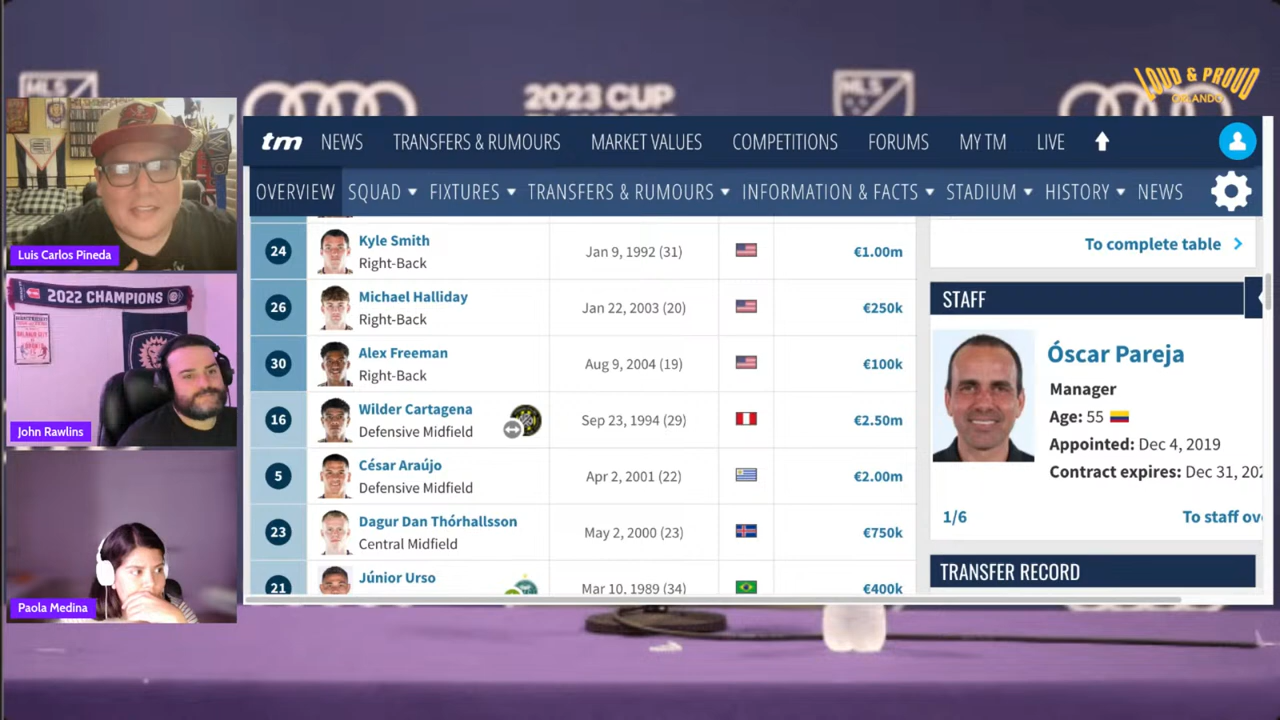 MLS
2023 CUP
LOUD & PROUD
ORLANDO
tm NEWS TRANSFERS & RUMOURS MARKET VALUES COMPETITIONS FORUMS MY TM LIVE
OVERVIEW SQUAD FIXTURES TRANSFERS & RUMOURS INFORMATION & FACTS STADIUM HISTORY NEWS
24 Kyle Smith Jan 9, 1992 (31) €1.00m
Right-Back
26 Michael Halliday Jan 22, 2003 (20) €250k
Right-Back
30 Alex Freeman Aug 9, 2004 (19) €100k
Right-Back
16 Wilder Cartagena Sep 23, 1994 (29) €2.50m
Defensive Midfield
5 César Araújo Apr 2, 2001 (22) €2.00m
Defensive Midfield
23 Dagur Dan Thórhallsson May 2, 2000 (23) €750k
Central Midfield
21 Júnior Urso Mar 10, 1989 (34) €400k
To complete table
STAFF
Óscar Pareja
Manager
Age: 55
Appointed: Dec 4, 2019
Contract expires: Dec 31, 202
1/6 To staff ov
TRANSFER RECORD
Luis Carlos Pineda
2022 CHAMPIONS
John Rawlins
Paola Medina